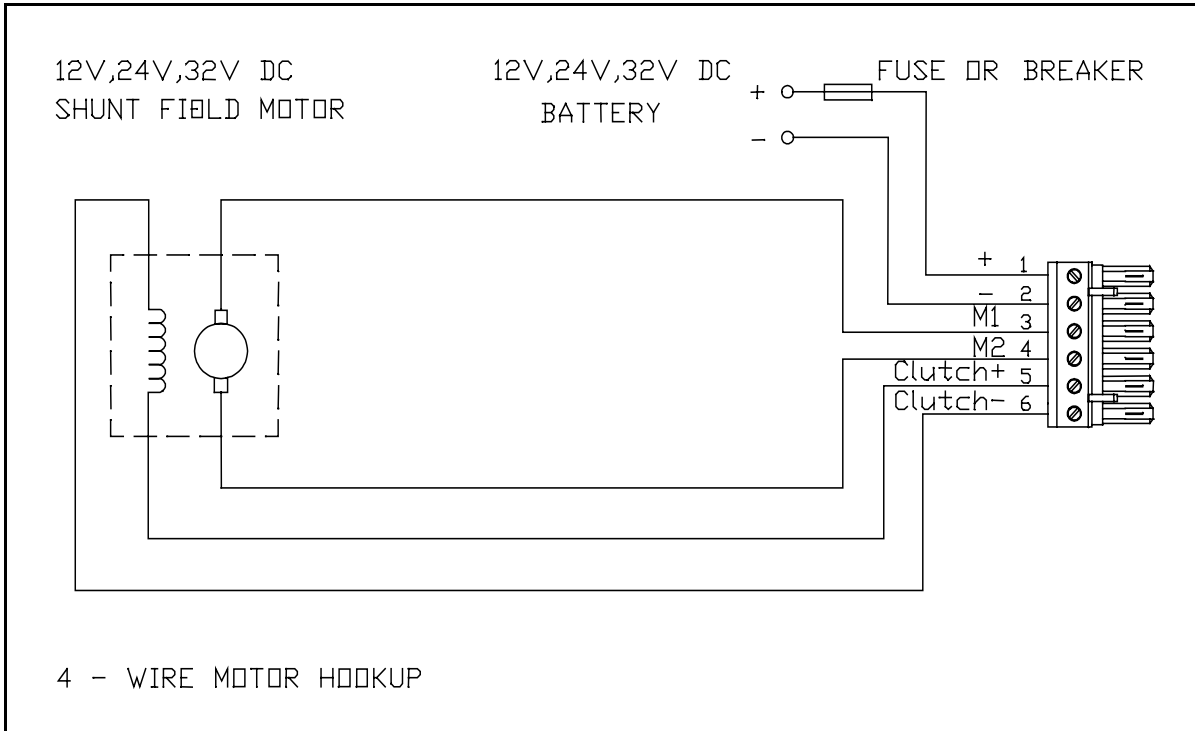 12V,24V,32V DC
SHUNT FIELD MOTOR
12V,24V,32V DC
BATTERY
FUSE OR BREAKER
+
-
+ 1
- 2
M1 3
M2 4
Clutch+ 5
Clutch- 6
4 - WIRE MOTOR HOOKUP